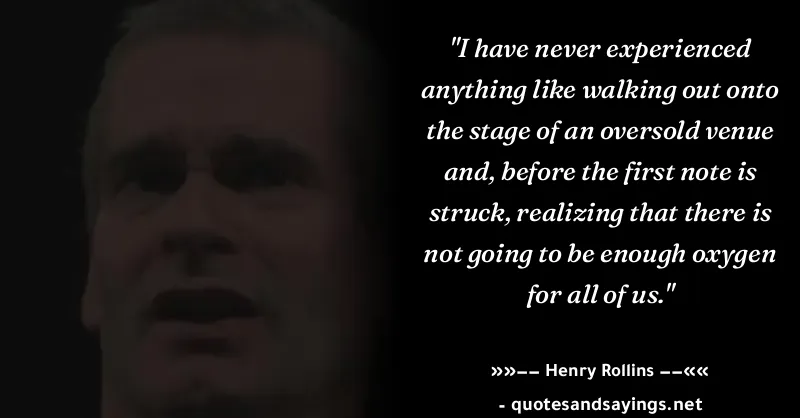 "I have never experienced
anything like walking out onto
the stage of an oversold venue
and, before the first note is
struck, realizing that there is
not going to be enough oxygen
for all of us."
»»−− Henry Rollins −−««
- quotesandsayings.net